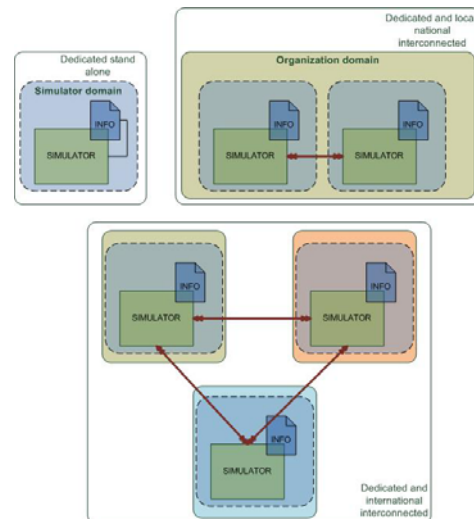 Dedicated stand
alone
Simulator domain
INFO
SIMULATOR
Dedicated and local
national
interconnected
Organization domain
INFO
SIMULATOR
INFO
SIMULATOR
INFO
SIMULATOR
INFO
SIMULATOR
INFO
SIMULATOR
Dedicated and
international
interconnected